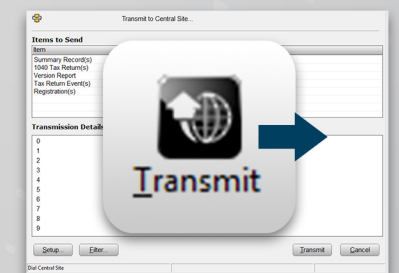 Transmit to Central Site...
Items to Send
Item
Summary Record(s)
1040 Tax Return(s)
Version Report
Tax Return Event(s)
Registration(s)
Transmit
Transmission Details
0
1
2
3
4
5
6
7
8
9
Setup...
Filter...
Transmit
Cancel
Dial Central Site